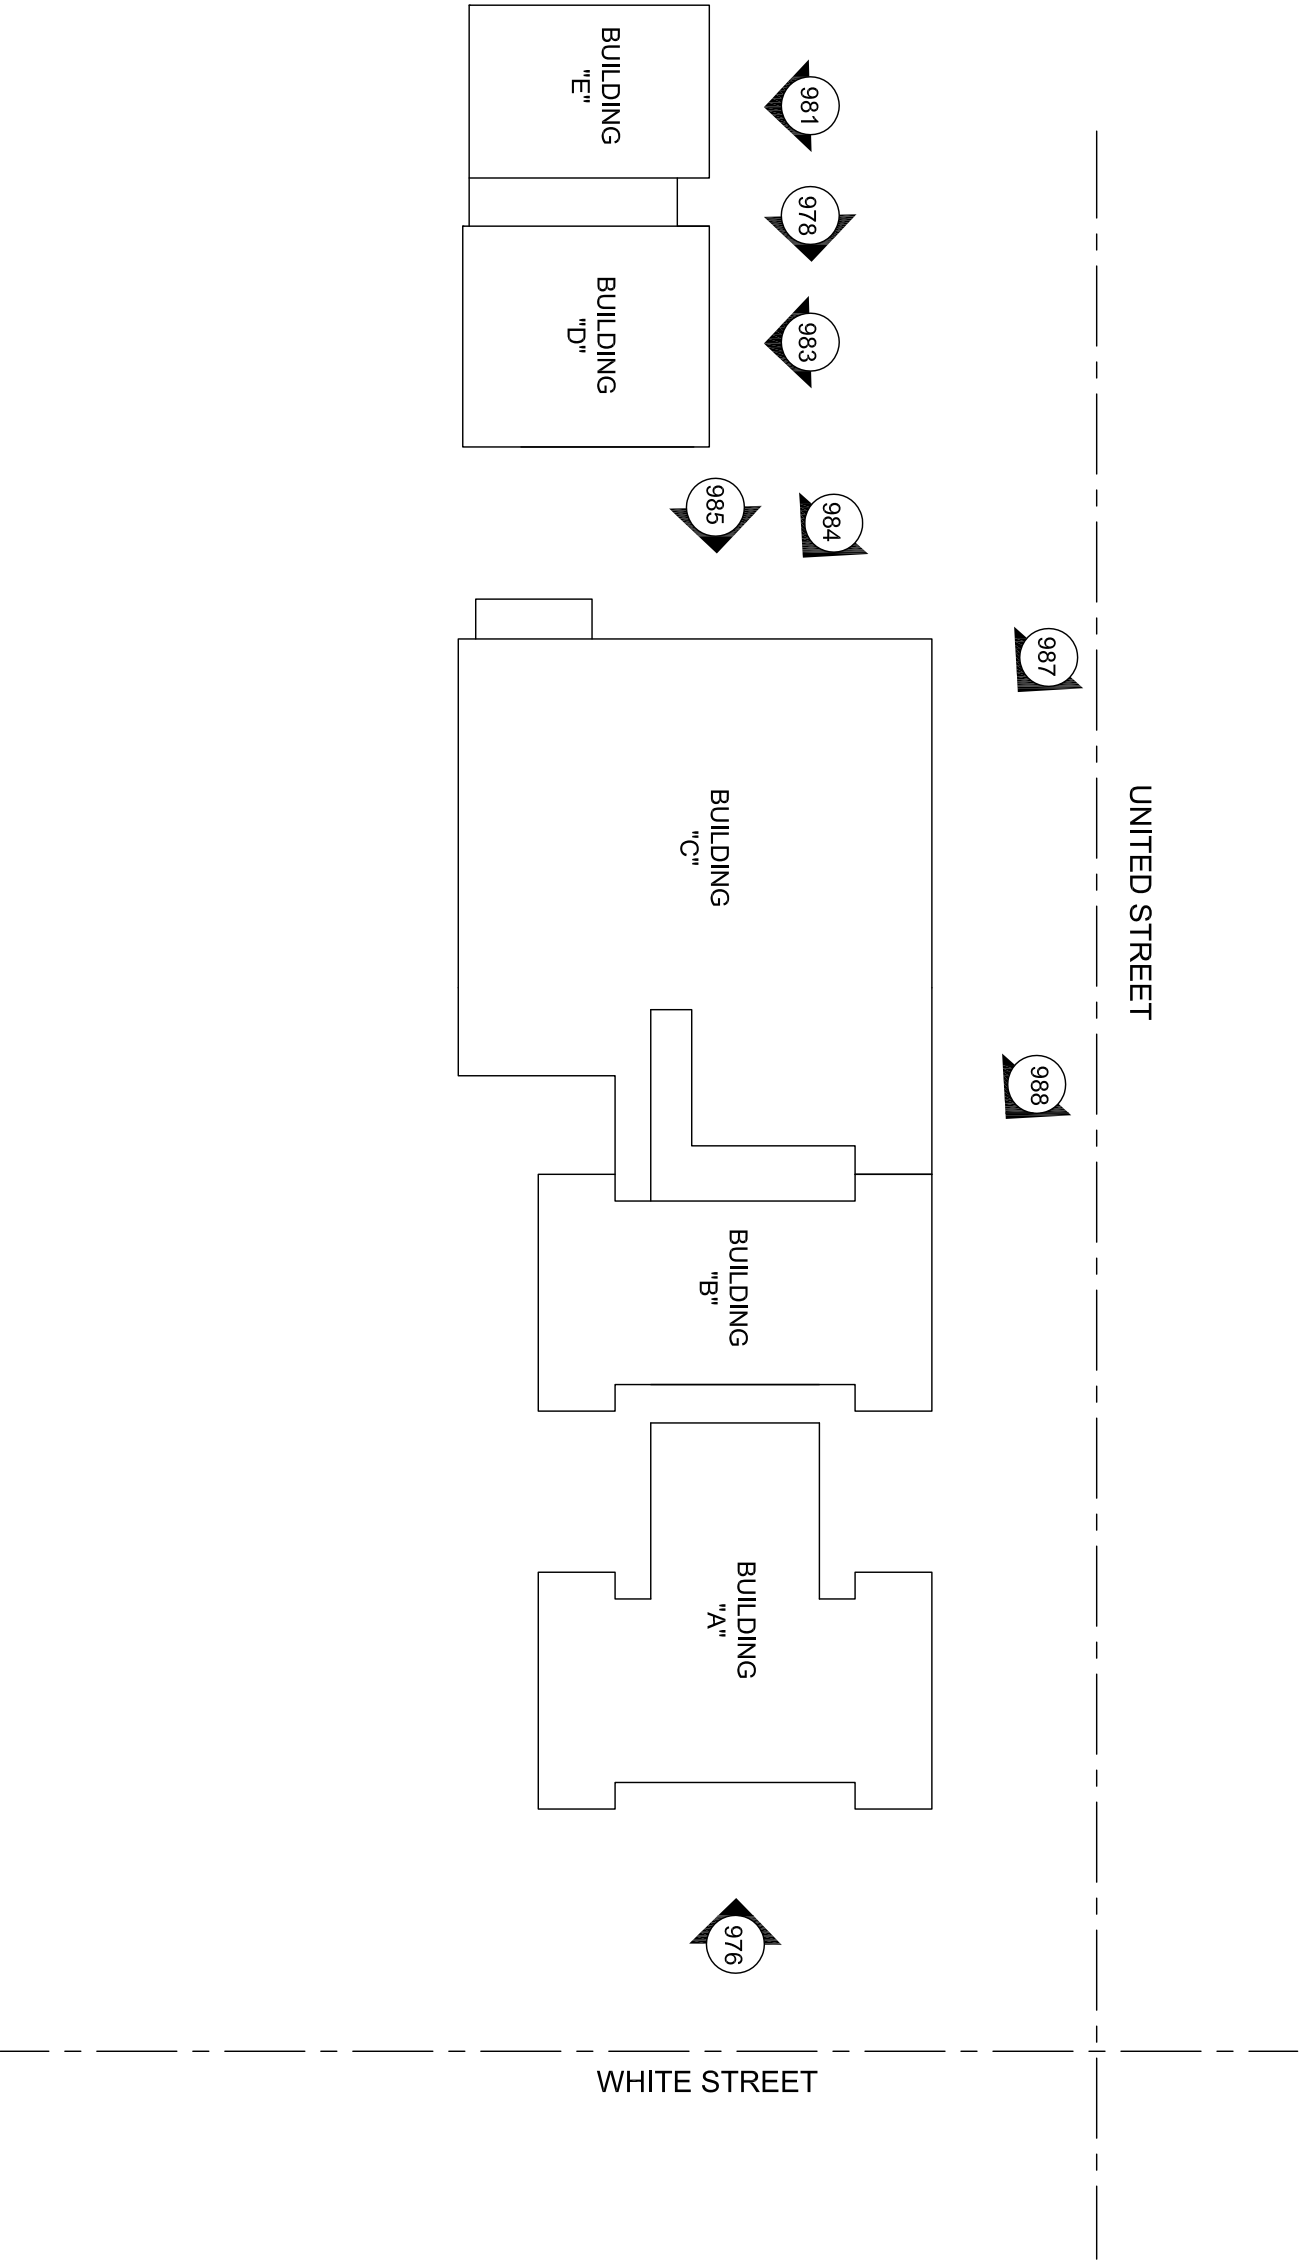 BUILDING
"E"
981
978
BUILDING
"D"
983
985
984
987
BUILDING
"C"
UNITED STREET
988
BUILDING
"B"
BUILDING
"A"
976
WHITE STREET